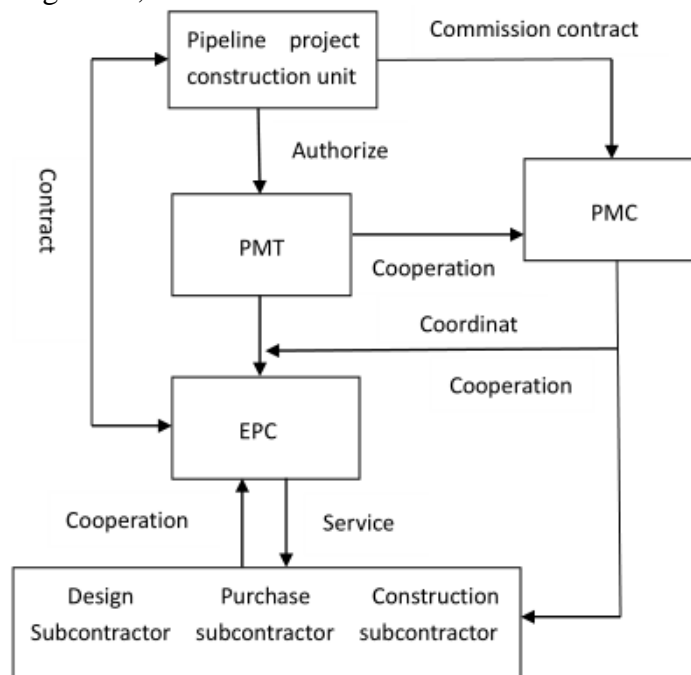 Pipeline project
construction unit
Commission contract
Authorize
Contract
PMT
PMC
Cooperation
Coordinat
Cooperation
EPC
Cooperation
Service
Design Purchase Construction
Subcontractor subcontractor subcontractor